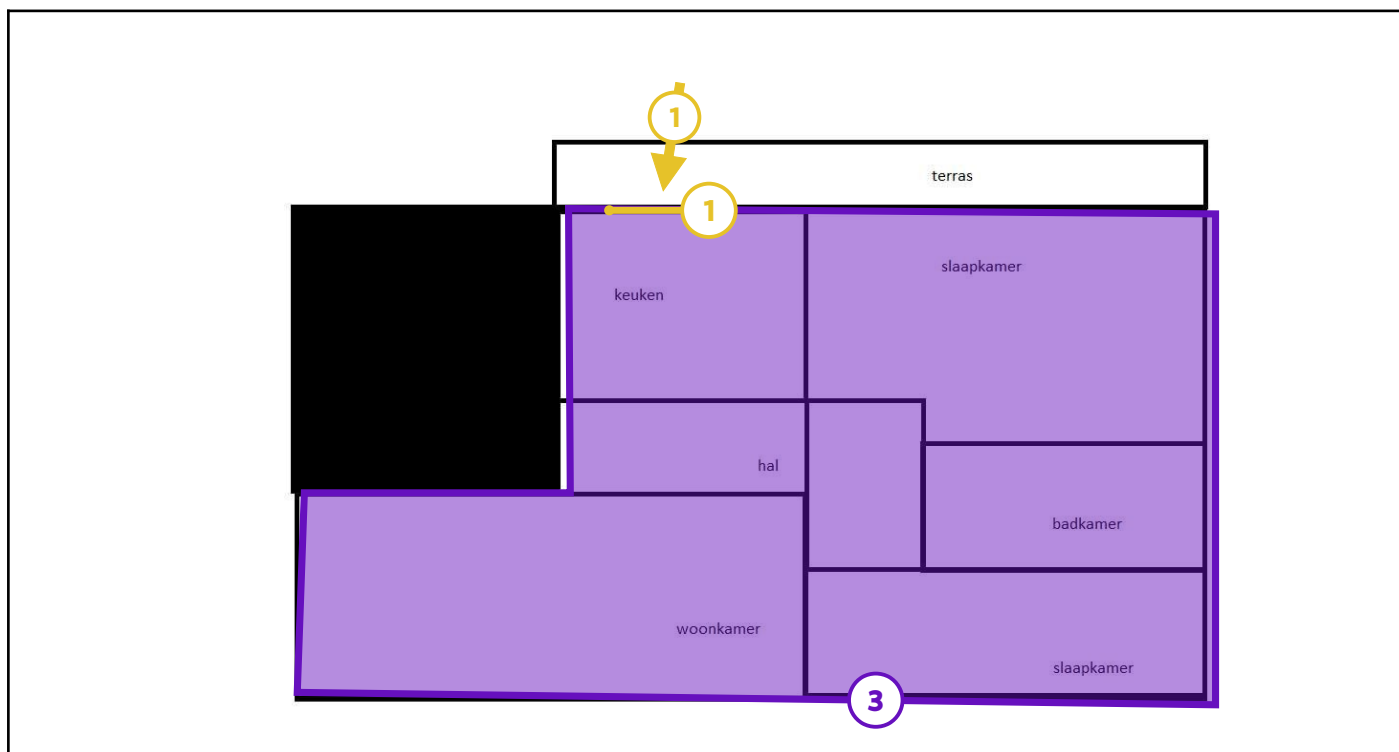 1
terras
1
slaapkamer
keuken
hal
badkamer
woonkamer
slaapkamer
3